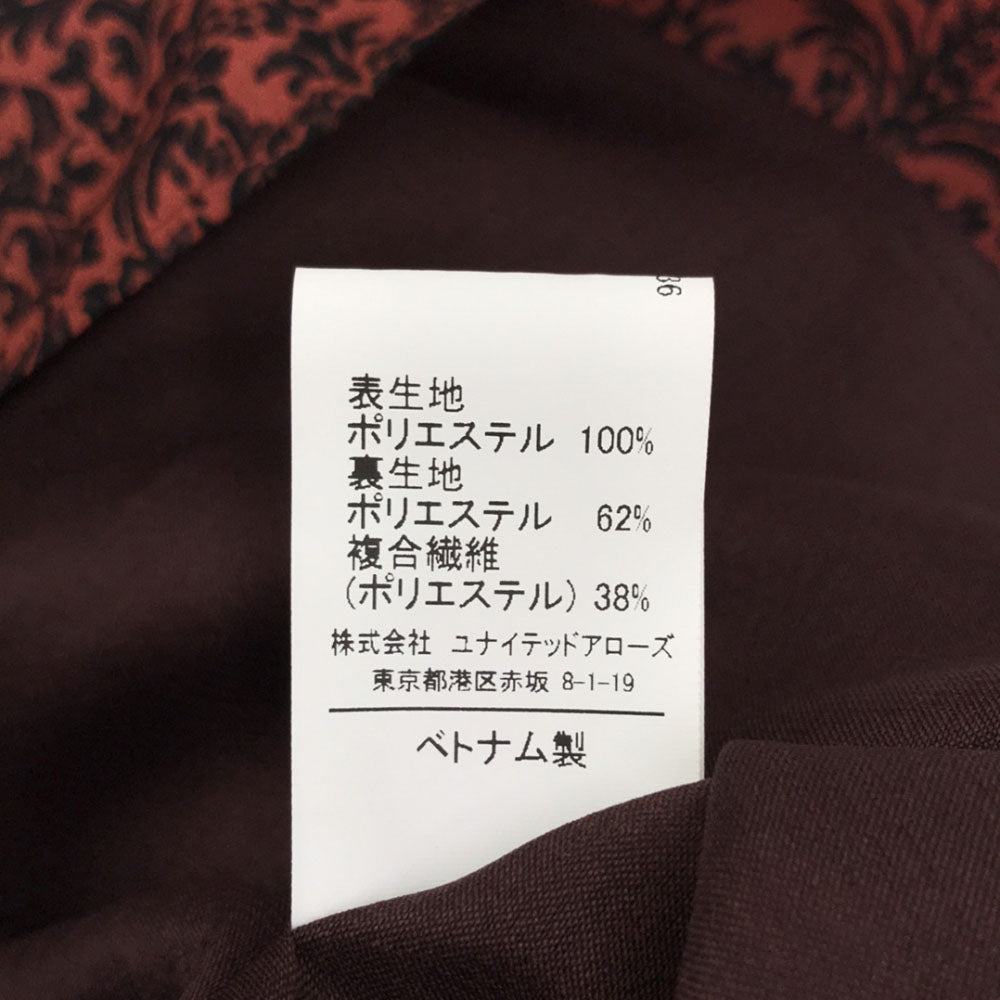 表生地
ポリエステル 100%
裏生地
ポリエステル 62%
複合繊維
(ポリエステル) 38%
株式会社 ユナイテッドアローズ
東京都港区赤坂 8-1-19
ベトナム製